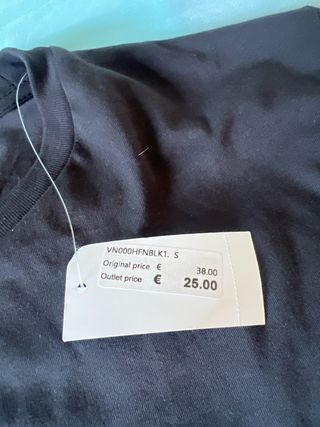 VN000HFNBLK1. S
Original price € 38.00
Outlet price € 25.00